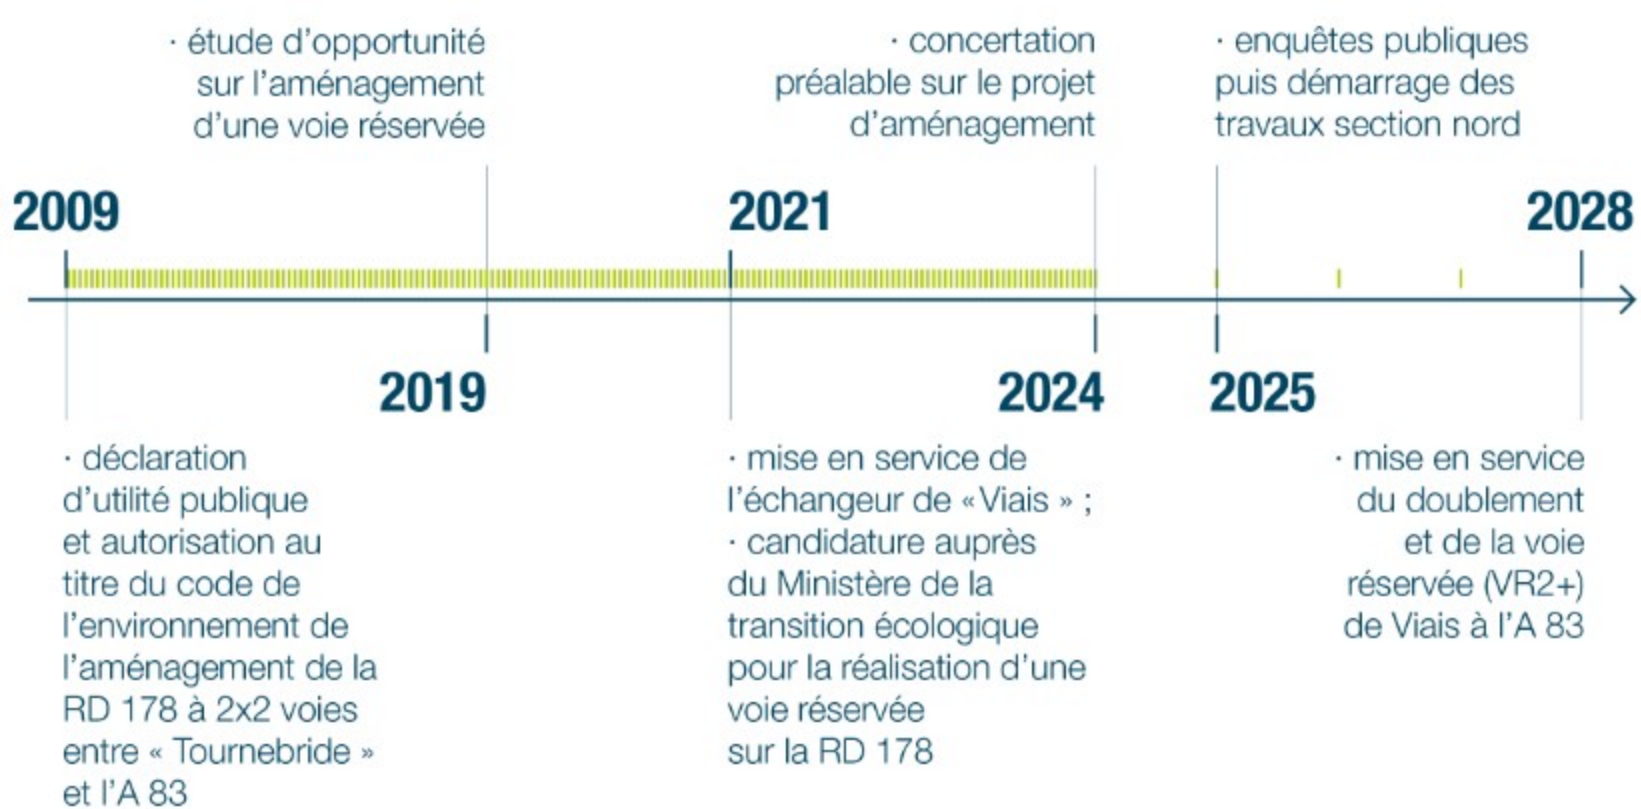 · étude d'opportunité
sur l'aménagement
d'une voie réservée
· concertation
préalable sur le projet
d'aménagement
· enquêtes publiques
puis démarrage des
travaux section nord
2009
2021
2028
2019
2024
2025
· déclaration
d'utilité publique
et autorisation au
titre du code de
l'environnement de
l'aménagement de la
RD 178 à 2x2 voies
entre « Tournebride »
et l'A 83
· mise en service de
l'échangeur de « Viais » ;
· candidature auprès
du Ministère de la
transition écologique
pour la réalisation d'une
voie réservée
sur la RD 178
· mise en service
du doublement
et de la voie
réservée (VR2+)
de Viais à l'A 83